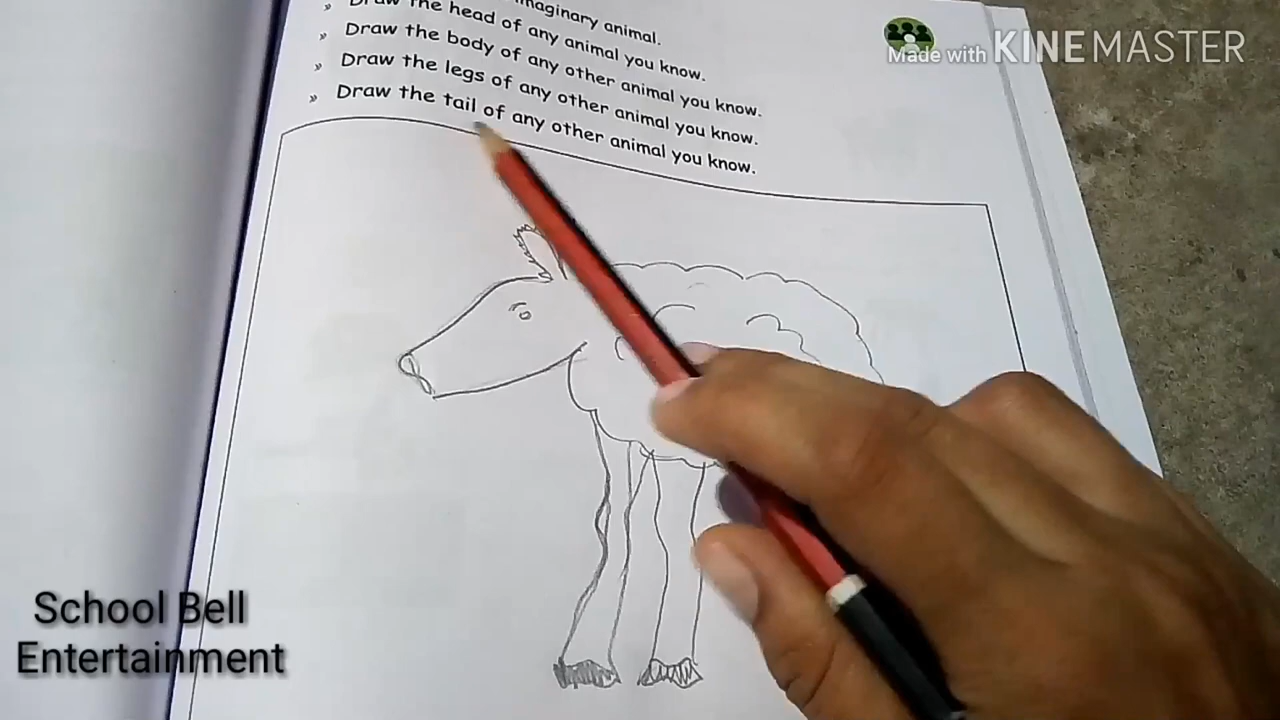 imaginary animal.
» Draw the head of any animal you know.
» Draw the body of any other animal you know.
» Draw the legs of any other animal you know.
» Draw the tail of any other animal you know.
Made with KINEMASTER
School Bell
Entertainment